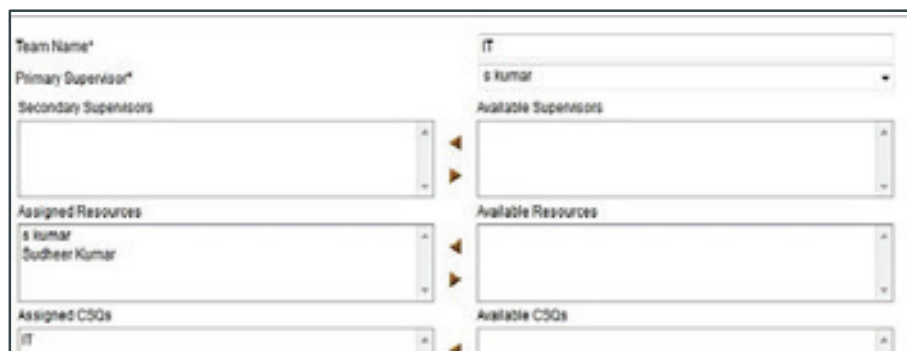 Team Name* IT
Primary Supervisor* s kumar
Secondary Supervisors Available Supervisors
Assigned Resources Available Resources
s kumar
Sudheer Kumar
Assigned CSQs Available CSQs
IT